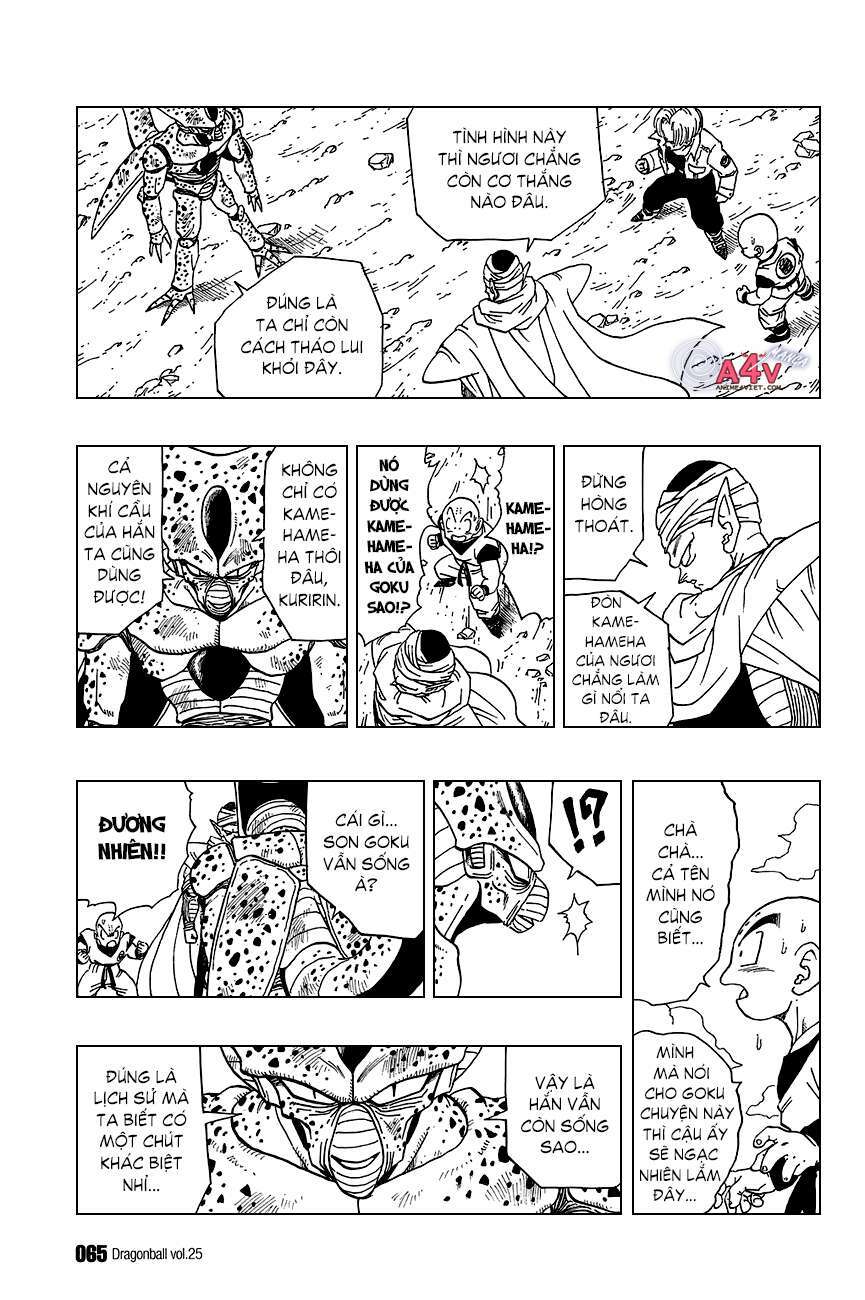 TÌNH HÌNH NÀY
THÌ NGƯƠI CHẲNG
CÒN CƠ THẮNG
NÀO ĐÂU.
ĐÚNG LÀ
TA CHỈ CÒN
CÁCH THÁO LUI
KHỎI ĐÂY.
A4V
MANGA
ANIME4VIET.COM
ĐỪNG
HÒNG
THOÁT.
ĐÒN
KAME-
HAMEHA
CỦA NGƯƠI
CHẲNG LÀM
GÌ NỔI TA
ĐÂU.
KAME-
HAME-
HA!?
NÓ
DÙNG
ĐƯỢC
KAME-
HAME-
HA CỦA
GOKU
SAO!?
KHÔNG
CHỈ CÓ
KAME-
HAME-
HA THÔI
ĐÂU,
KURIRIN.
CẢ
NGUYÊN
KHÍ CẦU
CỦA HẮN
TA CŨNG
DÙNG
ĐƯỢC!
CHÀ
CHÀ...
CẢ TÊN
MÌNH NÓ
CŨNG
BIẾT...
MÌNH
MÀ NÓI
CHO GOKU
CHUYỆN NÀY
THÌ CẬU ẤY
SẼ NGẠC
NHIÊN LẮM
ĐÂY...
!?
CÁI GÌ...
SON GOKU
VẪN SỐNG
À?
ĐƯƠNG
NHIÊN!!
VẬY LÀ
HẮN VẪN
CÒN SỐNG
SAO...
ĐÚNG LÀ
LỊCH SỬ MÀ
TA BIẾT CÓ
MỘT CHÚT
KHÁC BIỆT
NHỈ...
065 Dragonball vol.25